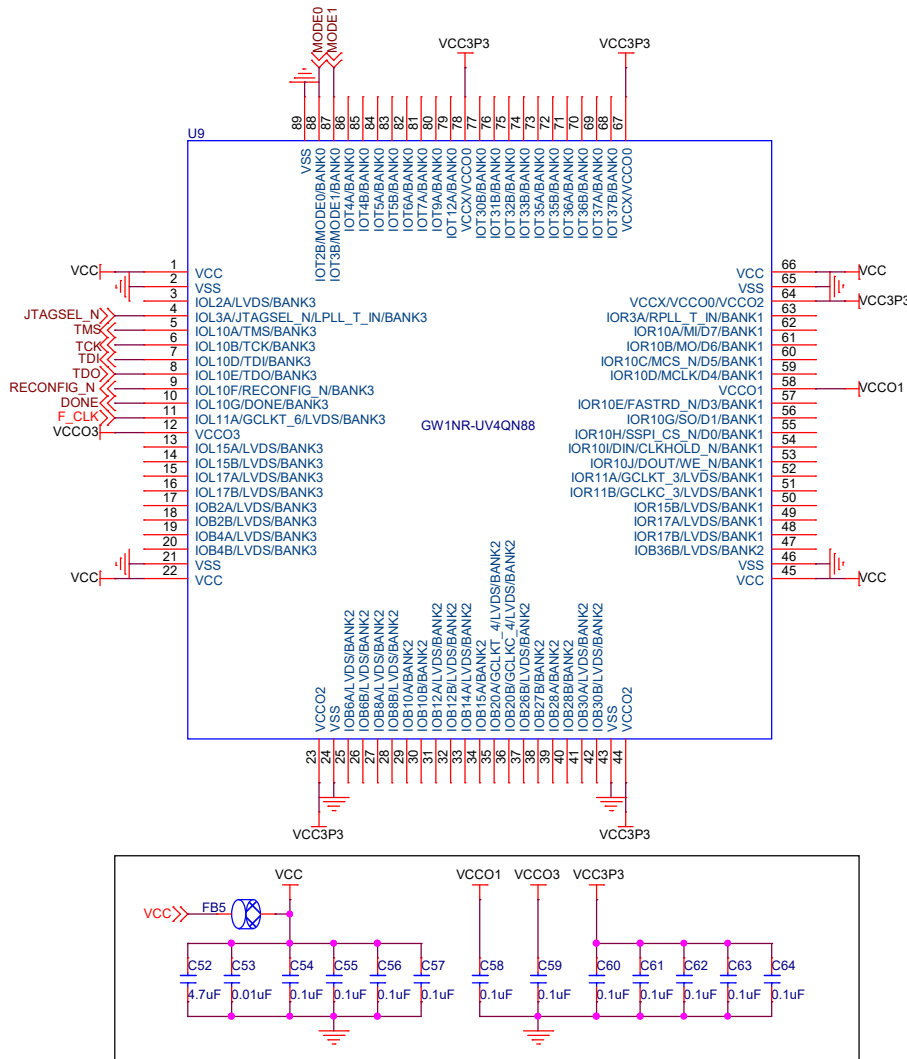 MODE0
MODE1
VCC3P3
VCC3P3
89
88
87
86
85
84
83
82
81
80
79
78
77
76
75
74
73
72
71
70
69
68
67
U9
VSS
IOT2B/MODE0/BANK0
IOT3B/MODE1/BANK0
IOT4A/BANK0
IOT4B/BANK0
IOT5A/BANK0
IOT5B/BANK0
IOT6A/BANK0
IOT7A/BANK0
IOT9A/BANK0
IOT12A/BANK0
VCCX/VCCO0
IOT30B/BANK0
IOT31B/BANK0
IOT32B/BANK0
IOT33B/BANK0
IOT35A/BANK0
IOT35B/BANK0
IOT36A/BANK0
IOT36B/BANK0
IOT37A/BANK0
IOT37B/BANK0
VCCX/VCCO0
VCC 1 VCC
2 VSS
3 IOL2A/LVDS/BANK3
JTAGSEL_N 4 IOL3A/JTAGSEL_N/LPLL_T_IN/BANK3
TMS 5 IOL10A/TMS/BANK3
TCK 6 IOL10B/TCK/BANK3
TDI 7 IOL10D/TDI/BANK3
TDO 8 IOL10E/TDO/BANK3
RECONFIG_N 9 IOL10F/RECONFIG_N/BANK3
DONE 10 IOL10G/DONE/BANK3
F_CLK 11 IOL11A/GCLKT_6/LVDS/BANK3
VCCO3 12 VCCO3
13 IOL15A/LVDS/BANK3
14 IOL15B/LVDS/BANK3
15 IOL17A/LVDS/BANK3
16 IOL17B/LVDS/BANK3
17 IOB2A/LVDS/BANK3
18 IOB2B/LVDS/BANK3
19 IOB4A/LVDS/BANK3
20 IOB4B/LVDS/BANK3
21 VSS
VCC 22 VCC
GW1NR-UV4QN88
VCC 66 VCC
VSS 65
VCCX/VCCO0/VCCO2 64 VCC3P3
IOR3A/RPLL_T_IN/BANK1 63
IOR10A/MI/D7/BANK1 62
IOR10B/MO/D6/BANK1 61
IOR10C/MCS_N/D5/BANK1 60
IOR10D/MCLK/D4/BANK1 59
VCCO1 58 VCCO1
IOR10E/FASTRD_N/D3/BANK1 57
IOR10G/SO/D1/BANK1 56
IOR10H/SSPI_CS_N/D0/BANK1 55
IOR10I/DIN/CLKHOLD_N/BANK1 54
IOR10J/DOUT/WE_N/BANK1 53
IOR11A/GCLKT_3/LVDS/BANK1 52
IOR11B/GCLKC_3/LVDS/BANK1 51
IOR15B/LVDS/BANK1 50
IOR17A/LVDS/BANK1 49
IOR17B/LVDS/BANK1 48
IOB36B/LVDS/BANK2 47
VSS 46
VCC 45 VCC
VCCO2
VSS
IOB6A/LVDS/BANK2
IOB6B/LVDS/BANK2
IOB8A/LVDS/BANK2
IOB8B/LVDS/BANK2
IOB10A/BANK2
IOB10B/BANK2
IOB12A/LVDS/BANK2
IOB12B/LVDS/BANK2
IOB14A/LVDS/BANK2
IOB15A/BANK2
IOB20A/GCLKT_4/LVDS/BANK2
IOB20B/GCLKC_4/LVDS/BANK2
IOB26B/LVDS/BANK2
IOB27B/BANK2
IOB28A/BANK2
IOB28B/BANK2
IOB30A/LVDS/BANK2
IOB30B/LVDS/BANK2
VSS
VCCO2
23
24
25
26
27
28
29
30
31
32
33
34
35
36
37
38
39
40
41
42
43
44
VCC3P3
VCC3P3
VCC VCCO1 VCCO3 VCC3P3
VCC FB5
C52 C53 C54 C55 C56 C57 C58 C59 C60 C61 C62 C63 C64
4.7uF 0.01uF 0.1uF 0.1uF 0.1uF 0.1uF 0.1uF 0.1uF 0.1uF 0.1uF 0.1uF 0.1uF 0.1uF